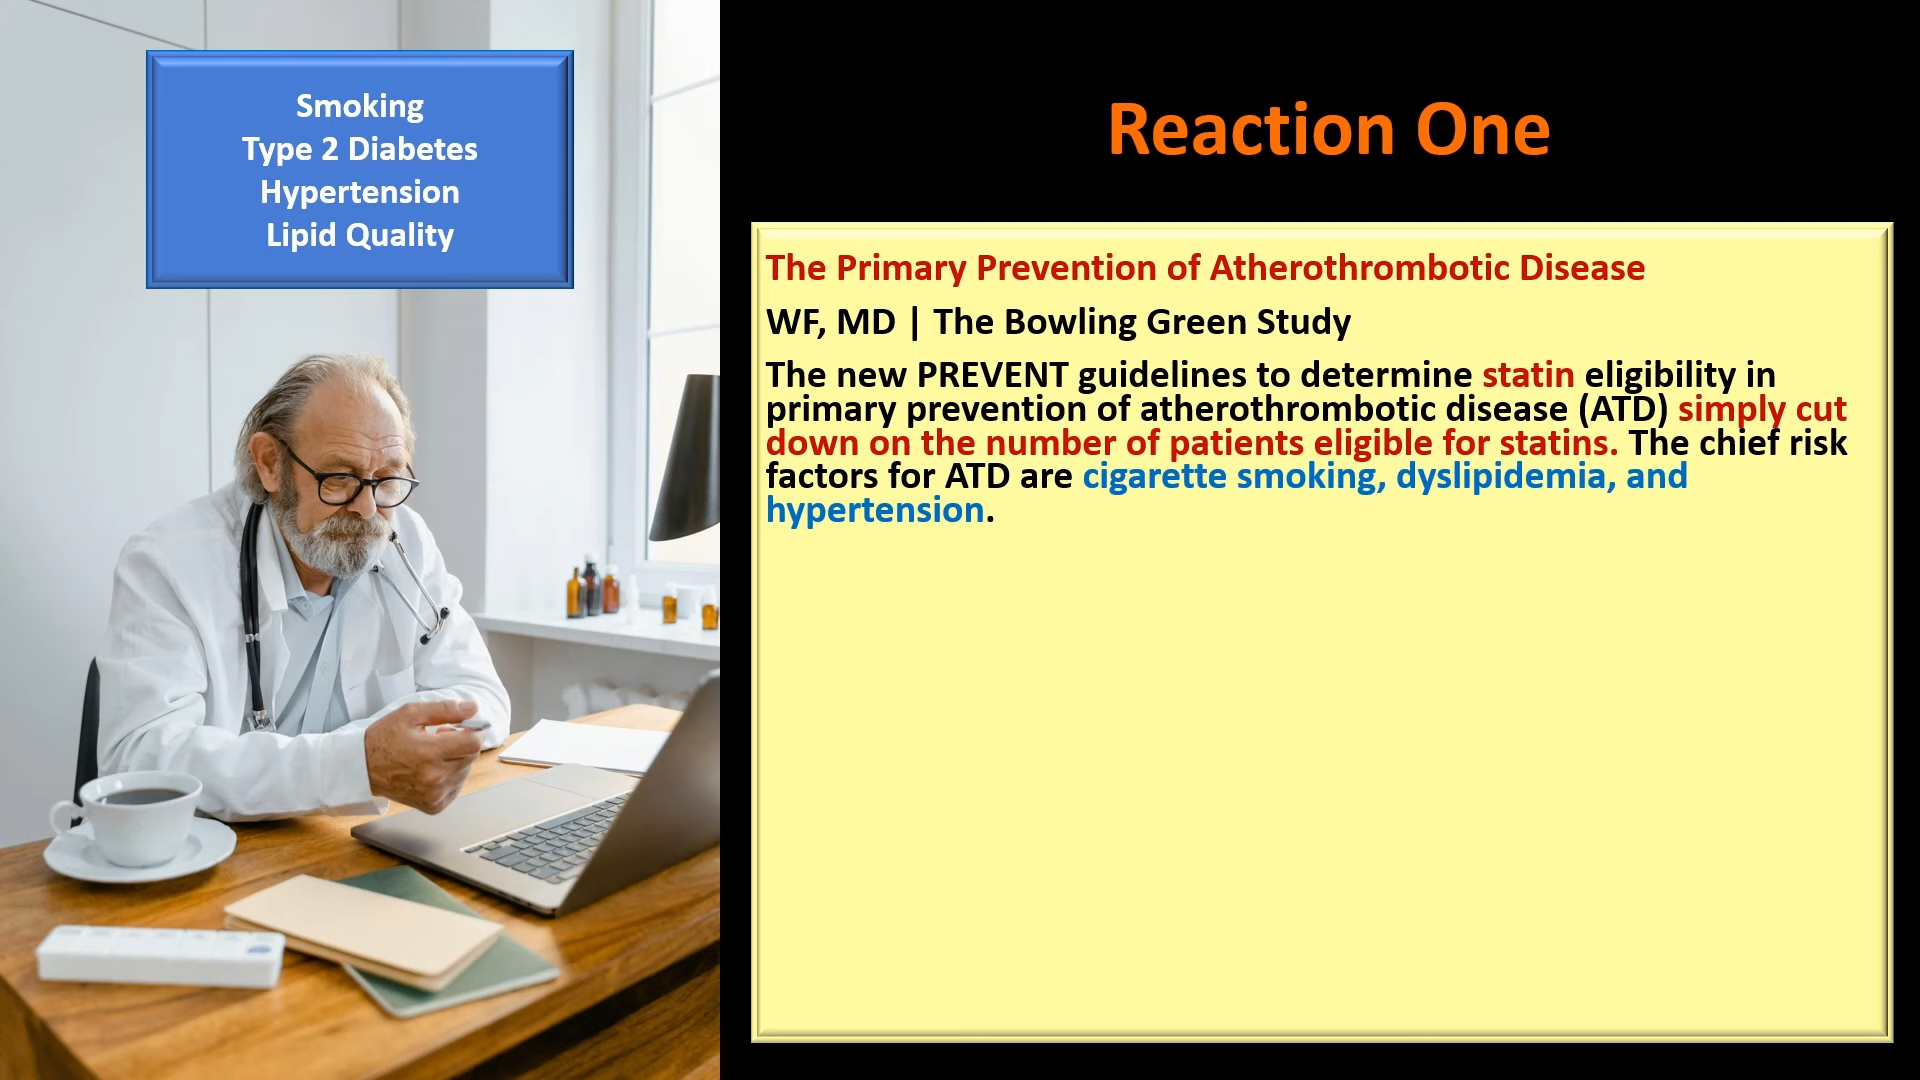 Smoking
Type 2 Diabetes
Hypertension
Lipid Quality
Reaction One
The Primary Prevention of Atherothrombotic Disease
WF, MD | The Bowling Green Study
The new PREVENT guidelines to determine statin eligibility in
primary prevention of atherothrombotic disease (ATD) simply cut
down on the number of patients eligible for statins. The chief risk
factors for ATD are cigarette smoking, dyslipidemia, and
hypertension.